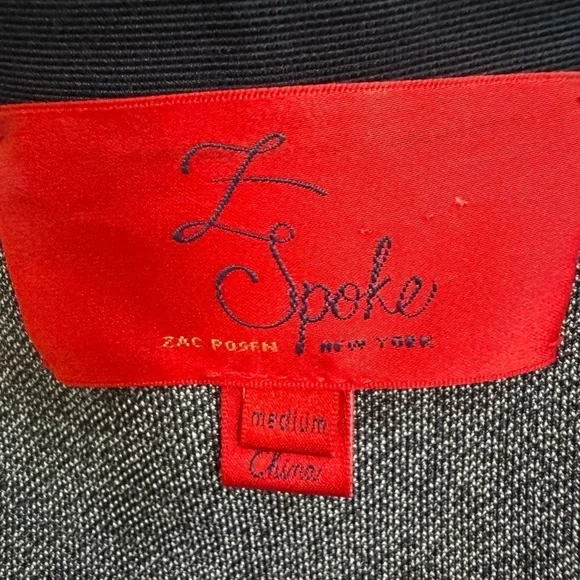 Z
Spoke
ZAC POSEN NEW YORK
medium
China